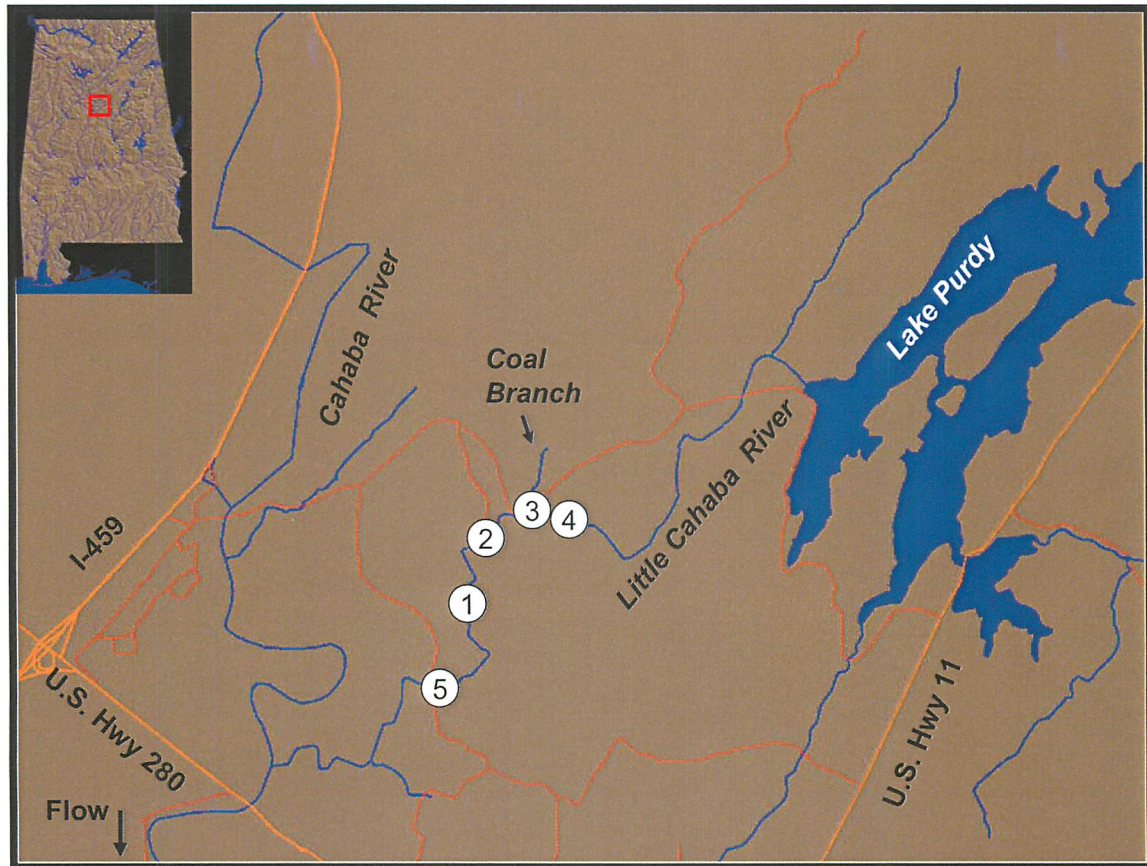 Cahaba River
Coal
Branch
Lake Purdy
Little Cahaba River
I-459
U.S. Hwy 280
U.S. Hwy 11
Flow
3
4
2
1
5